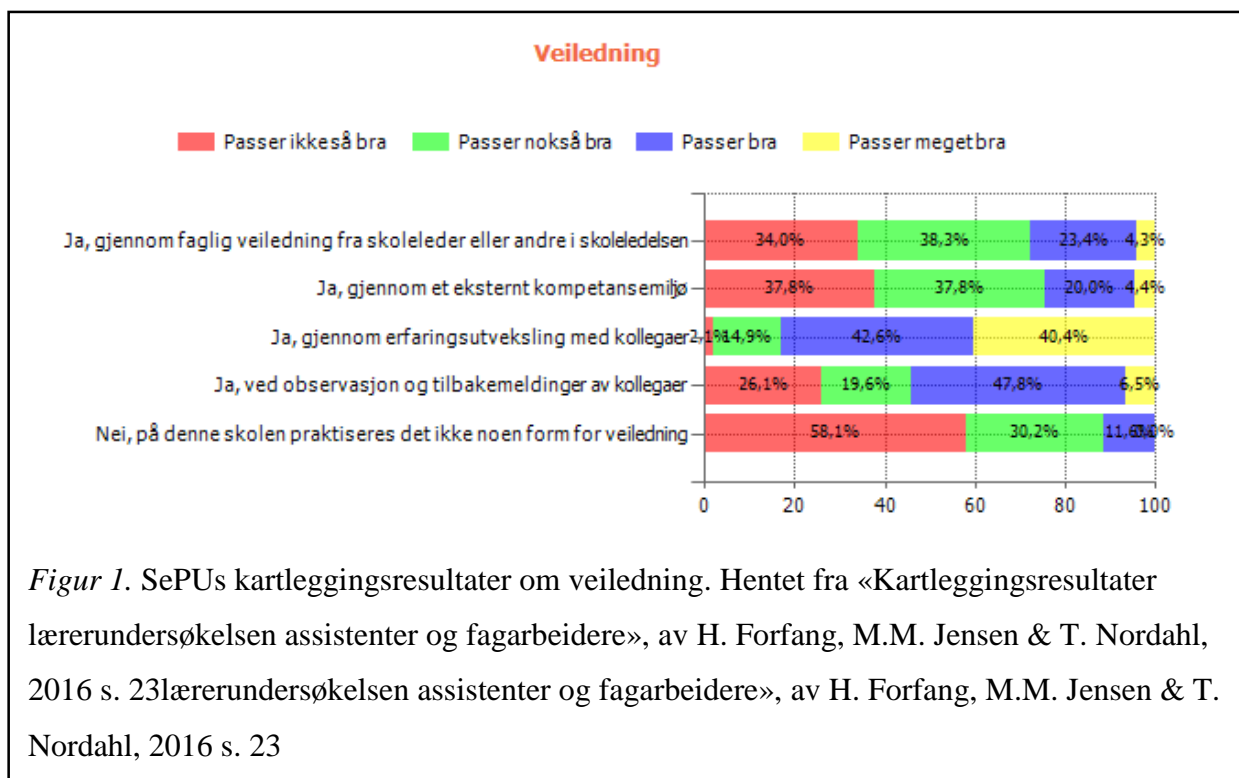 Veiledning
Passer ikke så bra Passer nokså bra Passer bra Passer meget bra
Ja, gjennom faglig veiledning fra skoleleder eller andre i skoleledelsen 34,0% 38,3% 23,4% 4,3%
Ja, gjennom et eksternt kompetansemiljø 37,8% 37,8% 20,0% 4,4%
Ja, gjennom erfaringsutveksling med kollegaer 2,1% 14,9% 42,6% 40,4%
Ja, ved observasjon og tilbakemeldinger av kollegaer 26,1% 19,6% 47,8% 6,5%
Nei, på denne skolen praktiseres det ikke noen form for veiledning 58,1% 30,2% 11,6% 0,0%
0 20 40 60 80 100
Figur 1. SePUs kartleggingsresultater om veiledning. Hentet fra «Kartleggingsresultater
lærerundersøkelsen assistenter og fagarbeidere», av H. Forfang, M.M. Jensen & T. Nordahl,
2016 s. 23lærerundersøkelsen assistenter og fagarbeidere», av H. Forfang, M.M. Jensen & T.
Nordahl, 2016 s. 23